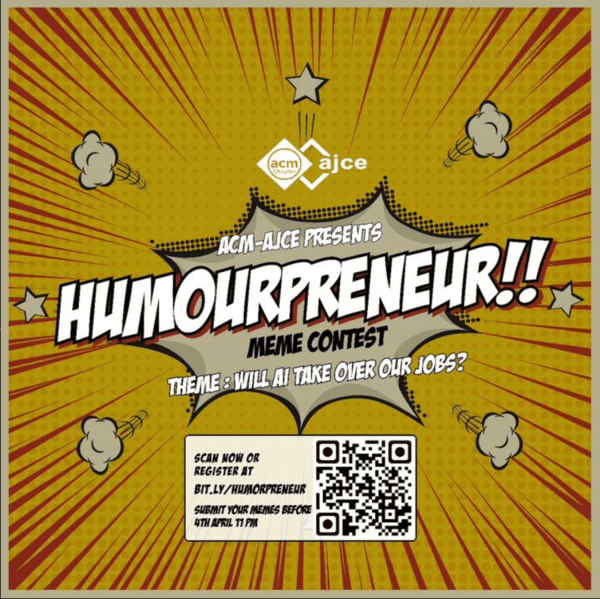 acm
Chapter
ajce
ACM-AJCE PRESENTS
HUMOURPRENEUR!!
MEME CONTEST
THEME : WILL AI TAKE OVER OUR JOBS?
SCAN NOW OR
REGISTER AT
BIT.LY/HUMORPRENEUR
SUBMIT YOUR MEMES BEFORE
4TH APRIL 11 PM